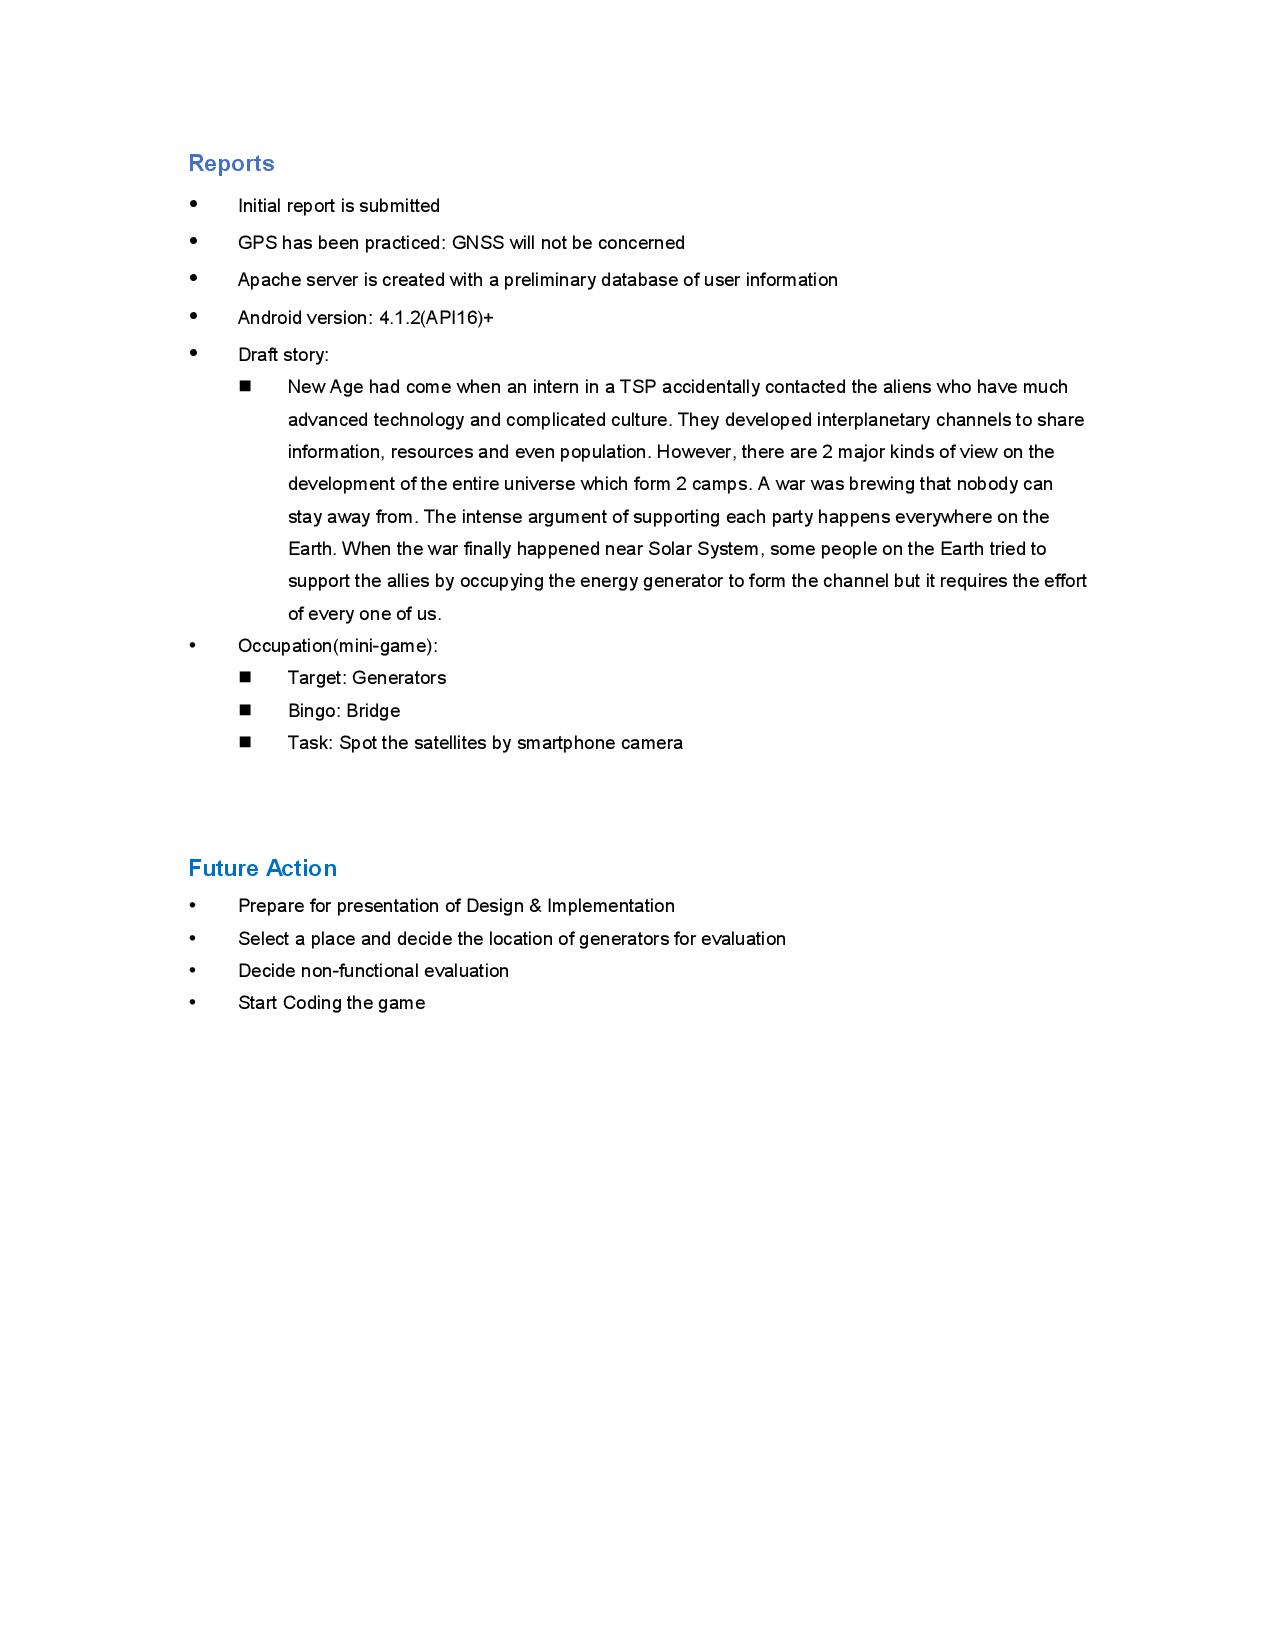 Reports
• Initial report is submitted
• GPS has been practiced: GNSS will not be concerned
• Apache server is created with a preliminary database of user information
• Android version: 4.1.2(API16)+
• Draft story:
■ New Age had come when an intern in a TSP accidentally contacted the aliens who have much
advanced technology and complicated culture. They developed interplanetary channels to share
information, resources and even population. However, there are 2 major kinds of view on the
development of the entire universe which form 2 camps. A war was brewing that nobody can
stay away from. The intense argument of supporting each party happens everywhere on the
Earth. When the war finally happened near Solar System, some people on the Earth tried to
support the allies by occupying the energy generator to form the channel but it requires the effort
of every one of us.
• Occupation(mini-game):
■ Target: Generators
■ Bingo: Bridge
■ Task: Spot the satellites by smartphone camera
Future Action
• Prepare for presentation of Design & Implementation
• Select a place and decide the location of generators for evaluation
• Decide non-functional evaluation
• Start Coding the game